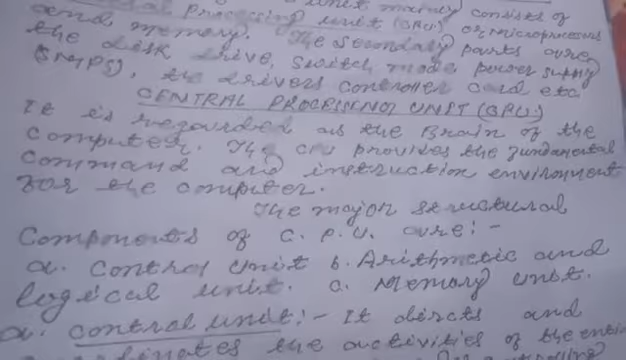 unit mainly consists of
Central Processing unit (CPU) or microprocessor
and memory. The secondary parts are
the disk drive, switch mode power supply
(SMPS), the drivers controller card etc.
CENTRAL PROCESSING UNIT (CPU)
It is regarded as the Brain of the
computer. The CPU provides the fundamental
command and instruction environment
for the computer.
The major structural
Components of C.P.U. are:-
a. Control unit b. Arithmetic and
logical unit. c. Memory unit.
a. control unit:- It directs and
the activities of the